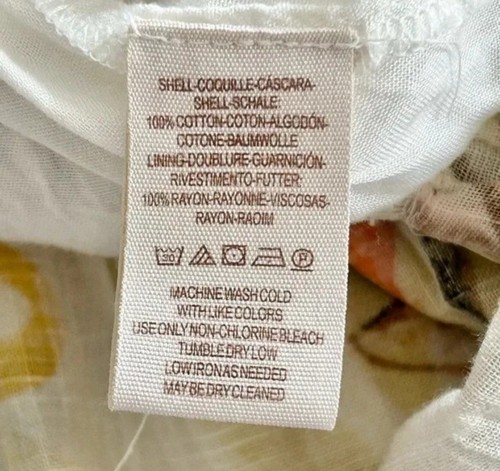 SHELL-COQUILLE-CÁSCARA-
SHELL-SCHALE:
100% COTTON-COTON-ALGODÓN-
COTONE-BAUMWOLLE
LINING-DOUBLURE-GUARNICIÓN-
RIVESTIMENTO-FUTTER:
100% RAYON-RAYONNE-VISCOSAS-
RAYON-RAOIM
30 P
MACHINE WASH COLD
WITH LIKE COLORS
USE ONLY NON-CHLORINE BLEACH
TUMBLE DRY LOW
LOW IRON AS NEEDED
MAY BE DRY CLEANED